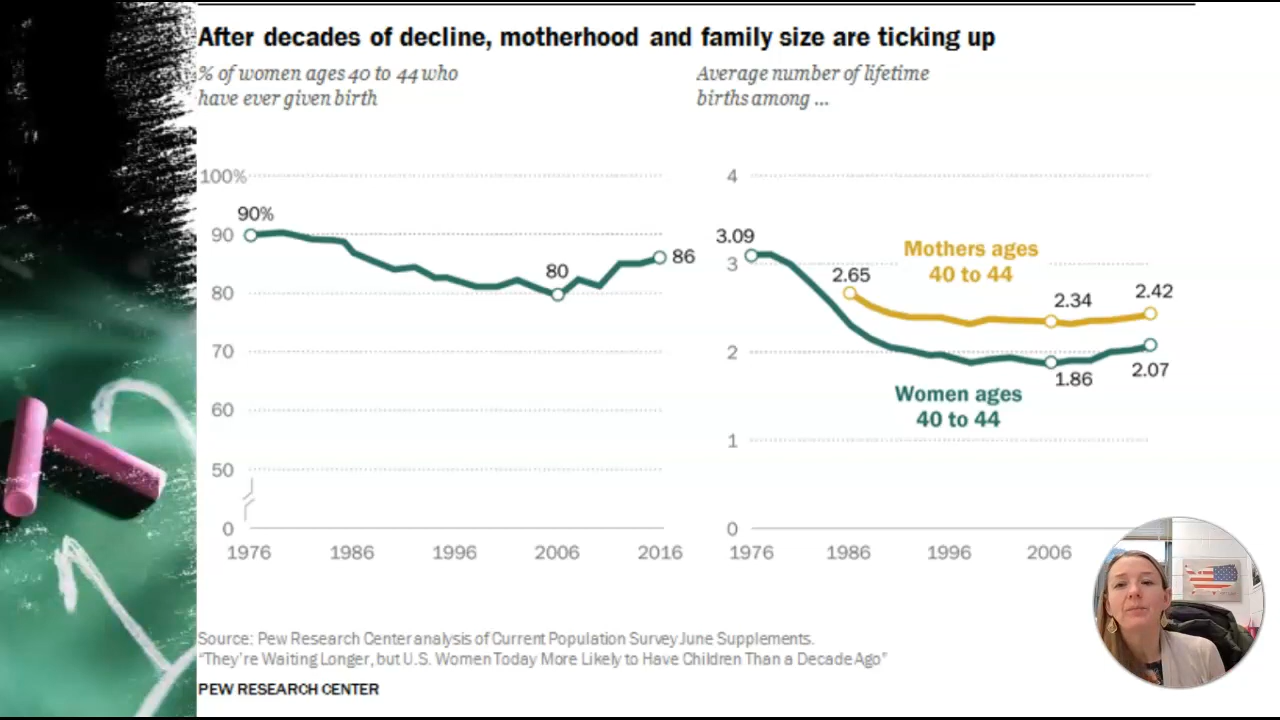 After decades of decline, motherhood and family size are ticking up
% of women ages 40 to 44 who
have ever given birth
100%
90%
90
80
80
86
70
60
50
0
1976
1986
1996
2006
2016
Average number of lifetime
births among ...
4
3.09
3
Mothers ages
40 to 44
2.65
2.34
2.42
2
1.86
2.07
Women ages
40 to 44
1
0
1976
1986
1996
2006
Source: Pew Research Center analysis of Current Population Survey June Supplements.
“They’re Waiting Longer, but U.S. Women Today More Likely to Have Children Than a Decade Ago”
PEW RESEARCH CENTER